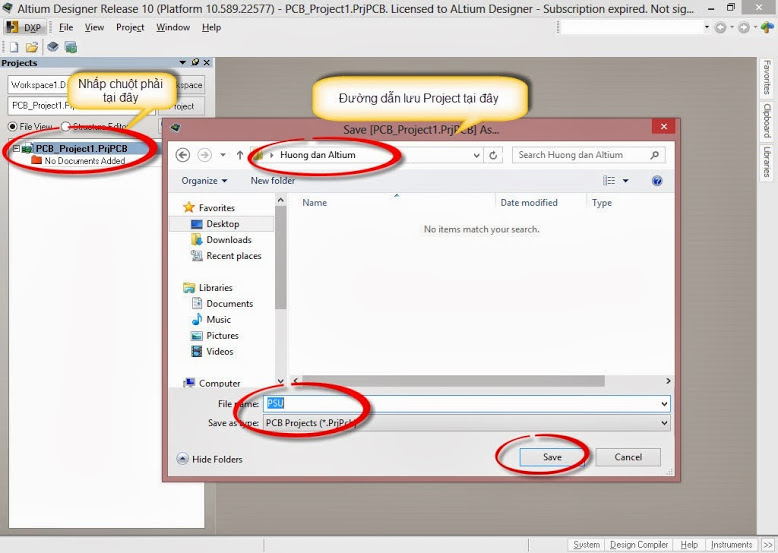 Altium Designer Release 10 (Platform 10.589.22577) - PCB_Project1.PrjPCB. Licensed to ALtium Designer - Subscription expired. Not sig...
DXP File View Project Window Help
Projects
Workspace1.D
space
PCB_Project1.Pr
roject
File View Structure Editor
Nhắp chuột phải
tại đây
PCB_Project1.PrjPCB
No Documents Added
Đường dẫn lưu Project tại đây
Save [PCB_Project1.PrjPCB] As...
Huong dan Altium
Search Huong dan Altium
Organize
New folder
Name
Date modified
Type
No items match your search.
Favorites
Desktop
Downloads
Recent places
Libraries
Documents
Music
Pictures
Videos
Computer
File name: PSU
Save as type: PCB Projects (*.PrjPcb)
Hide Folders
Save
Cancel
Favorites
Clipboard
Libraries
System Design Compiler Help Instruments >>